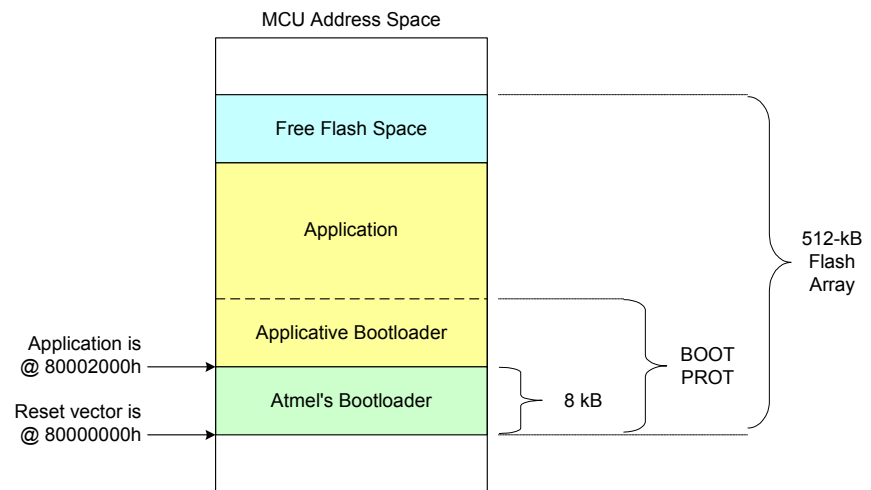 MCU Address Space
Free Flash Space
Application
512-kB
Flash
Array
Applicative Bootloader
Application is
@ 80002000h
BOOT
PROT
Atmel's Bootloader
8 kB
Reset vector is
@ 80000000h